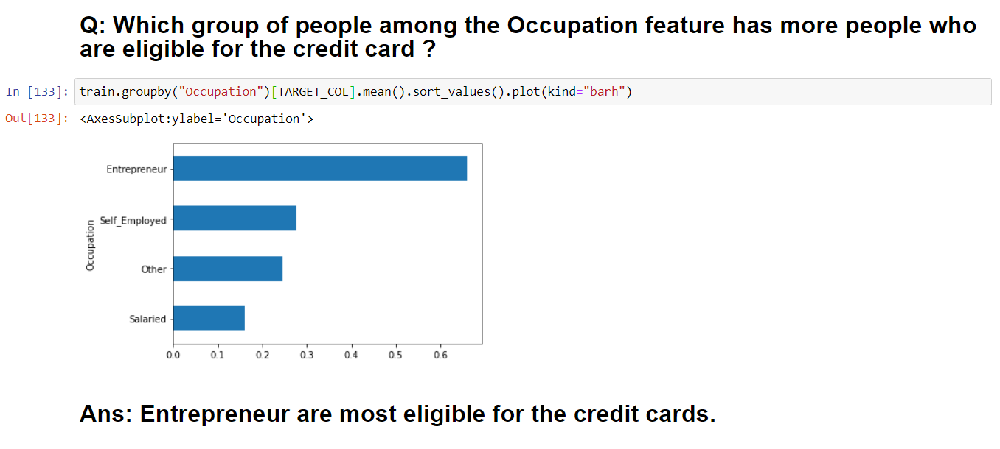 Q: Which group of people among the Occupation feature has more people who
are eligible for the credit card ?
In [133]: train.groupby("Occupation")[TARGET_COL].mean().sort_values().plot(kind="barh")
Out[133]: <AxesSubplot:ylabel='Occupation'>
Entrepreneur
Self_Employed
Occupation
Other
Salaried
0.0 0.1 0.2 0.3 0.4 0.5 0.6
Ans: Entrepreneur are most eligible for the credit cards.